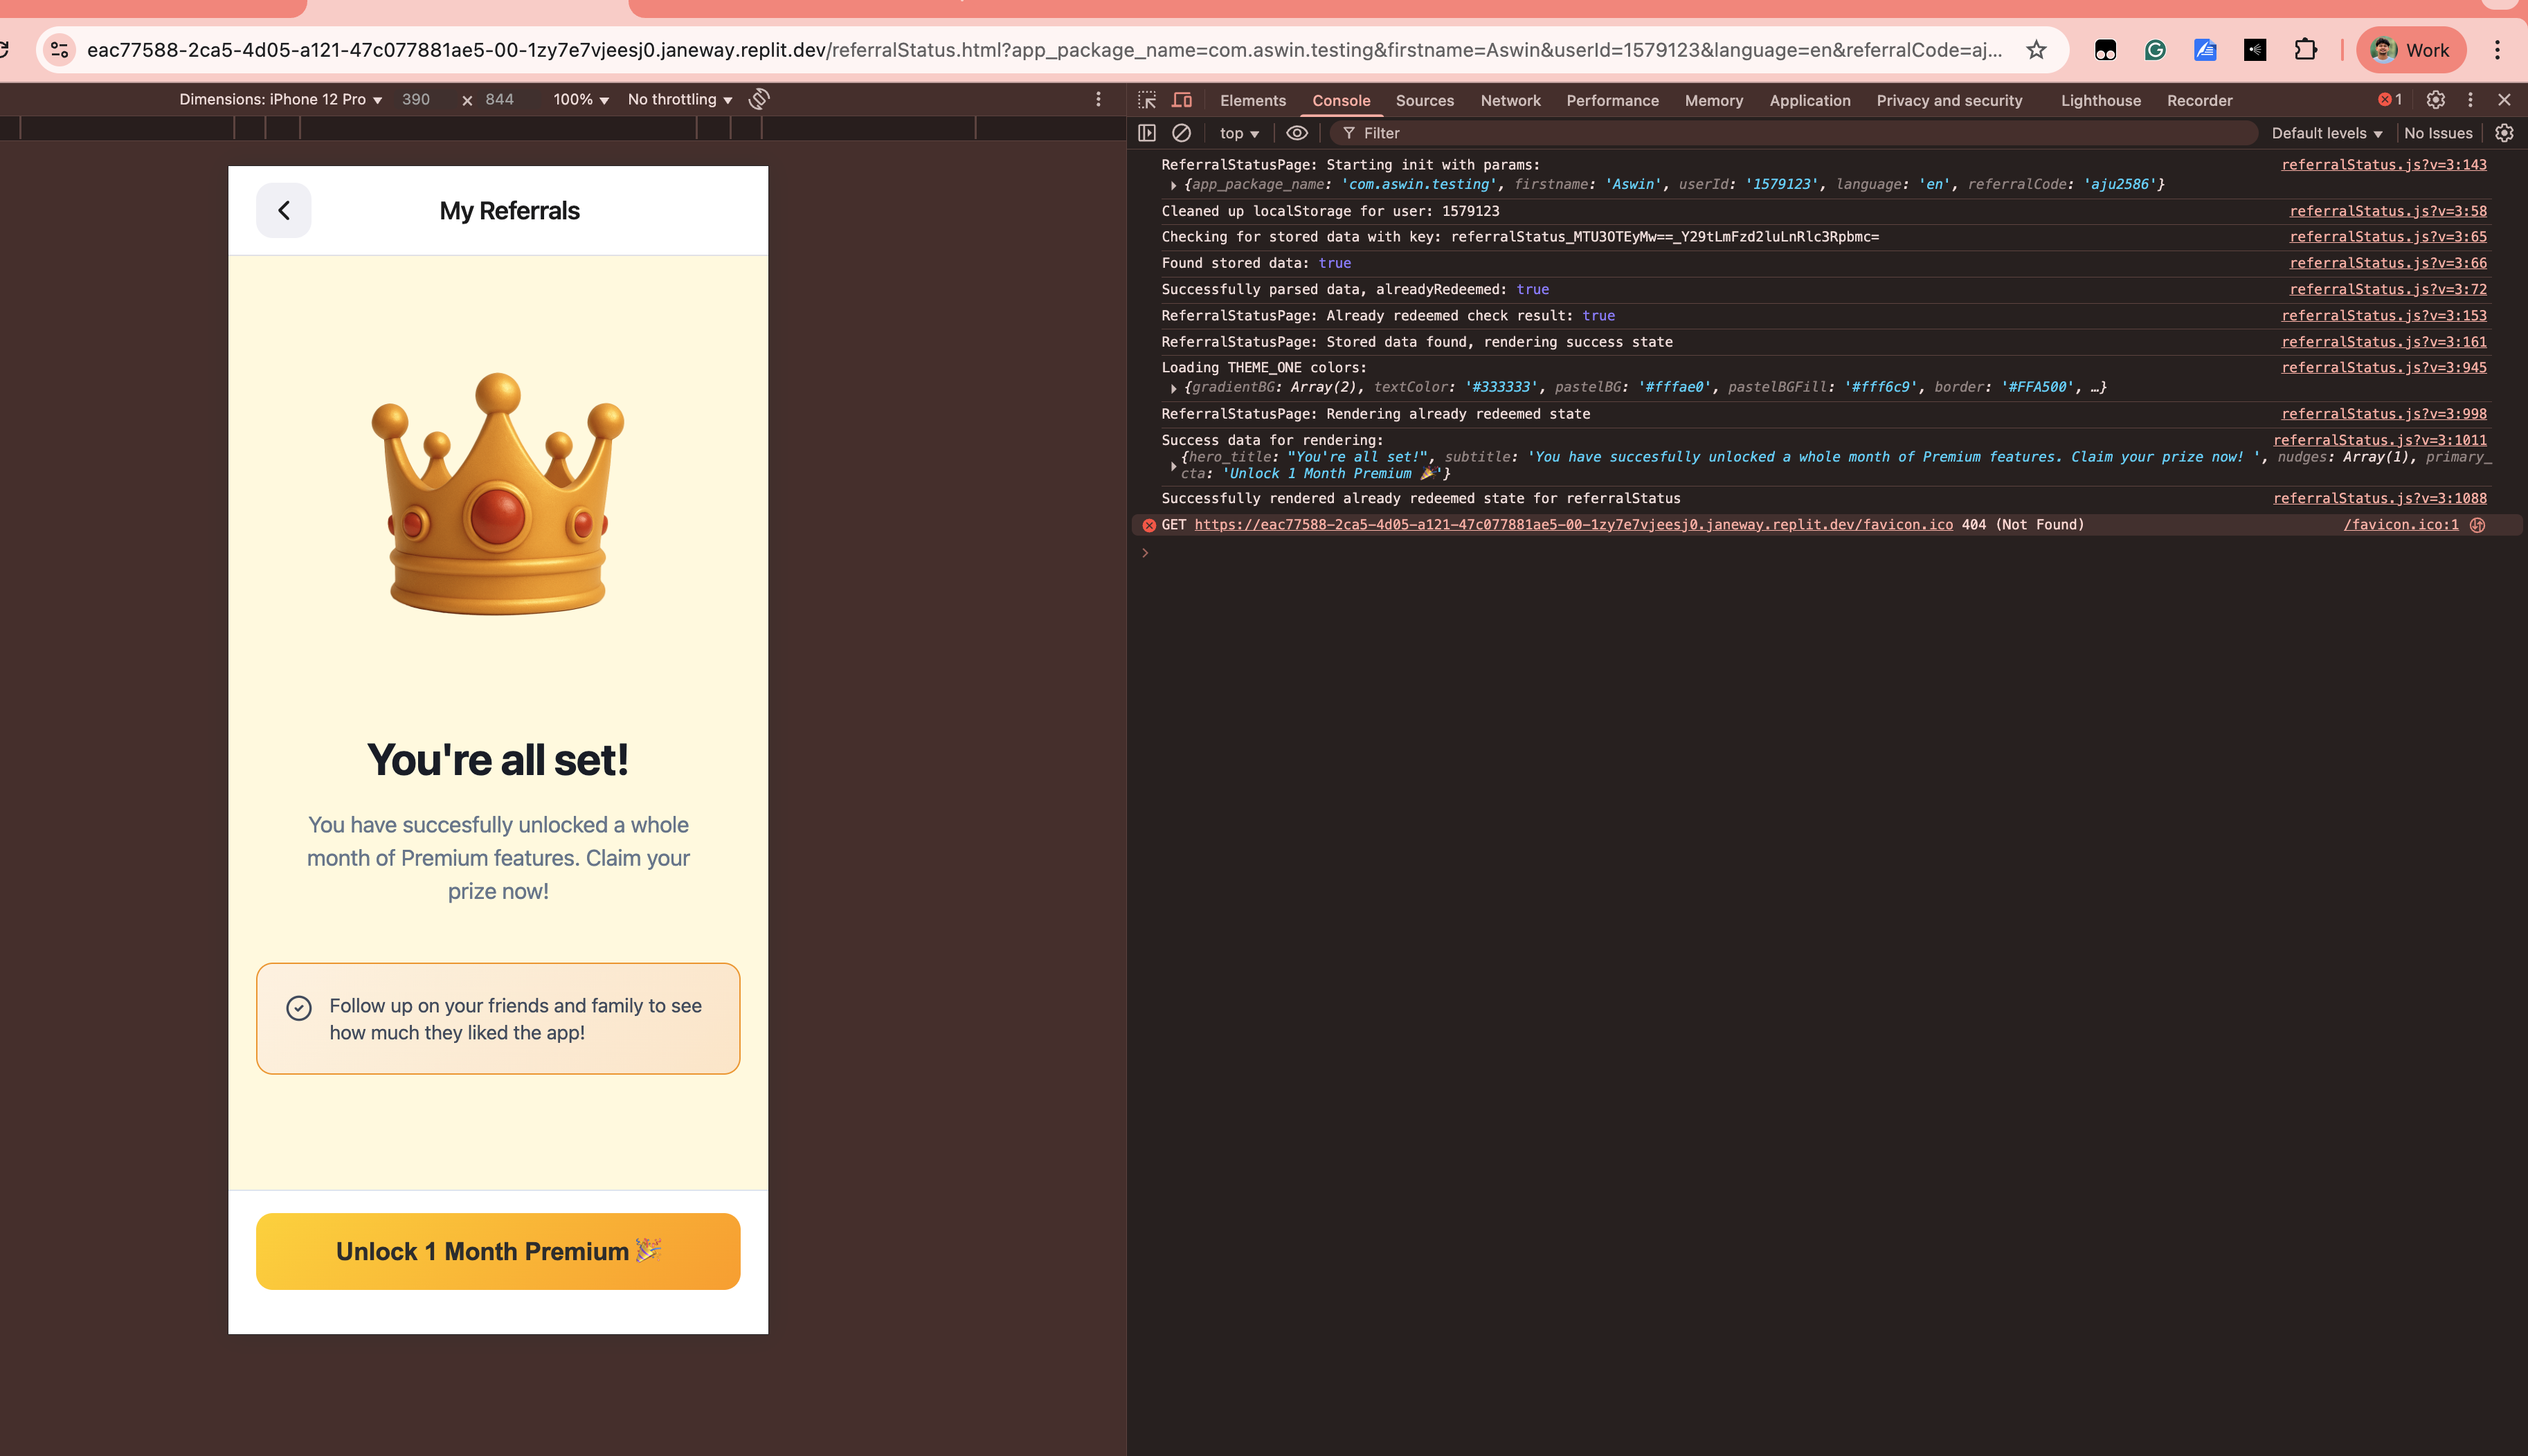 eac77588-2ca5-4d05-a121-47c077881ae5-00-1zy7e7vjeesj0.janeway.replit.dev/referralStatus.html?app_package_name=com.aswin.testing&firstname=Aswin&userId=1579123&language=en&referralCode=aj...
Work
Dimensions: iPhone 12 Pro 390 × 844 100% No throttling
Elements Console Sources Network Performance Memory Application Privacy and security Lighthouse Recorder 1
top Filter Default levels No Issues
My Referrals
You're all set!
You have succesfully unlocked a whole
month of Premium features. Claim your
prize now!
Follow up on your friends and family to see
how much they liked the app!
Unlock 1 Month Premium 🎉
ReferralStatusPage: Starting init with params: referralStatus.js?v=3:143
{app_package_name: 'com.aswin.testing', firstname: 'Aswin', userId: '1579123', language: 'en', referralCode: 'aju2586'}
Cleaned up localStorage for user: 1579123 referralStatus.js?v=3:58
Checking for stored data with key: referralStatus_MTU3OTEyMw==_Y29tLmFzd2luLnRlc3Rpbmc= referralStatus.js?v=3:65
Found stored data: true referralStatus.js?v=3:66
Successfully parsed data, alreadyRedeemed: true referralStatus.js?v=3:72
ReferralStatusPage: Already redeemed check result: true referralStatus.js?v=3:153
ReferralStatusPage: Stored data found, rendering success state referralStatus.js?v=3:161
Loading THEME_ONE colors: referralStatus.js?v=3:945
{gradientBG: Array(2), textColor: '#333333', pastelBG: '#fffae0', pastelBGFill: '#fff6c9', border: '#FFA500', …}
ReferralStatusPage: Rendering already redeemed state referralStatus.js?v=3:998
Success data for rendering: referralStatus.js?v=3:1011
{hero_title: "You're all set!", subtitle: 'You have succesfully unlocked a whole month of Premium features. Claim your prize now! ', nudges: Array(1), primary_
cta: 'Unlock 1 Month Premium 🎉'}
Successfully rendered already redeemed state for referralStatus referralStatus.js?v=3:1088
GET https://eac77588-2ca5-4d05-a121-47c077881ae5-00-1zy7e7vjeesj0.janeway.replit.dev/favicon.ico 404 (Not Found) /favicon.ico:1